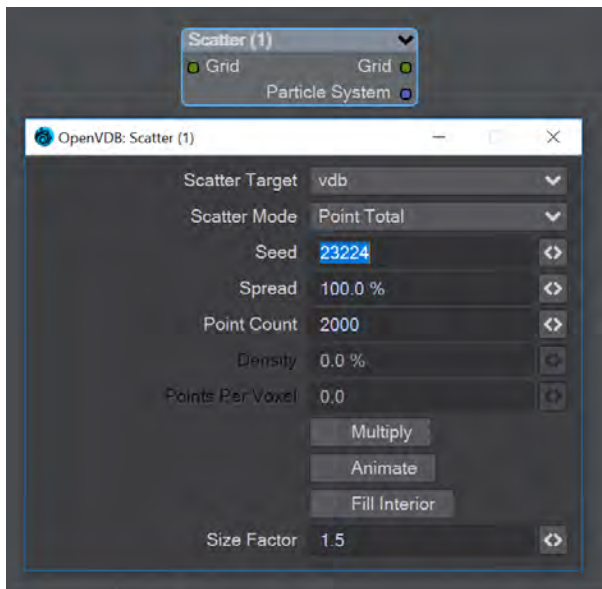 Scatter (1)
Grid Grid
Particle System
OpenVDB: Scatter (1)
Scatter Target vdb
Scatter Mode Point Total
Seed 23224
Spread 100.0 %
Point Count 2000
Density 0.0 %
Points Per Voxel 0.0
Multiply
Animate
Fill Interior
Size Factor 1.5